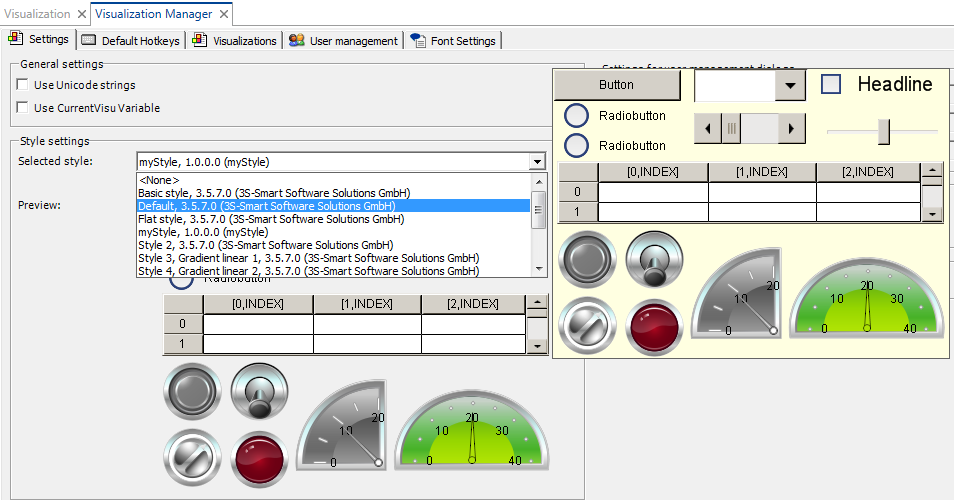 Visualization
Visualization Manager
Settings
Default Hotkeys
Visualizations
User management
Font Settings
General settings
Use Unicode strings
Use CurrentVisu Variable
Style settings
Selected style:
myStyle, 1.0.0.0 (myStyle)
<None>
Basic style, 3.5.7.0 (3S-Smart Software Solutions GmbH)
Default, 3.5.7.0 (3S-Smart Software Solutions GmbH)
Flat style, 3.5.7.0 (3S-Smart Software Solutions GmbH)
myStyle, 1.0.0.0 (myStyle)
Style 2, 3.5.7.0 (3S-Smart Software Solutions GmbH)
Style 3, Gradient linear 1, 3.5.7.0 (3S-Smart Software Solutions GmbH)
Style 4, Gradient linear 2, 3.5.7.0 (3S-Smart Software Solutions GmbH)
Preview:
Radiobutton
[0,INDEX] [1,INDEX] [2,INDEX]
0
1
0 10 20
0 10 20 30 40
Settings for user management dialogs
Button
Headline
Radiobutton
Radiobutton
[0,INDEX] [1,INDEX] [2,INDEX]
0
1
0 10 20
0 10 20 30 40